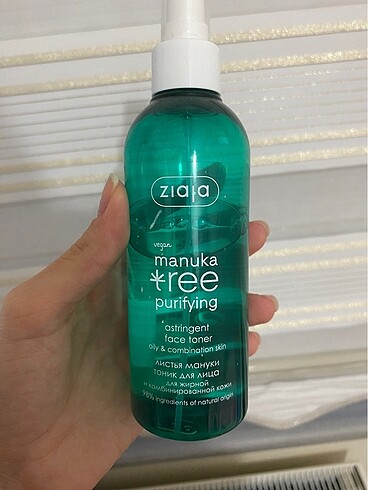 ziaja
vegan
manuka
tree
purifying
astringent
face toner
oily & combination skin
листья мануки
тоник для лица
для жирной
и комбинированной кожи
98% ingredients of natural origin